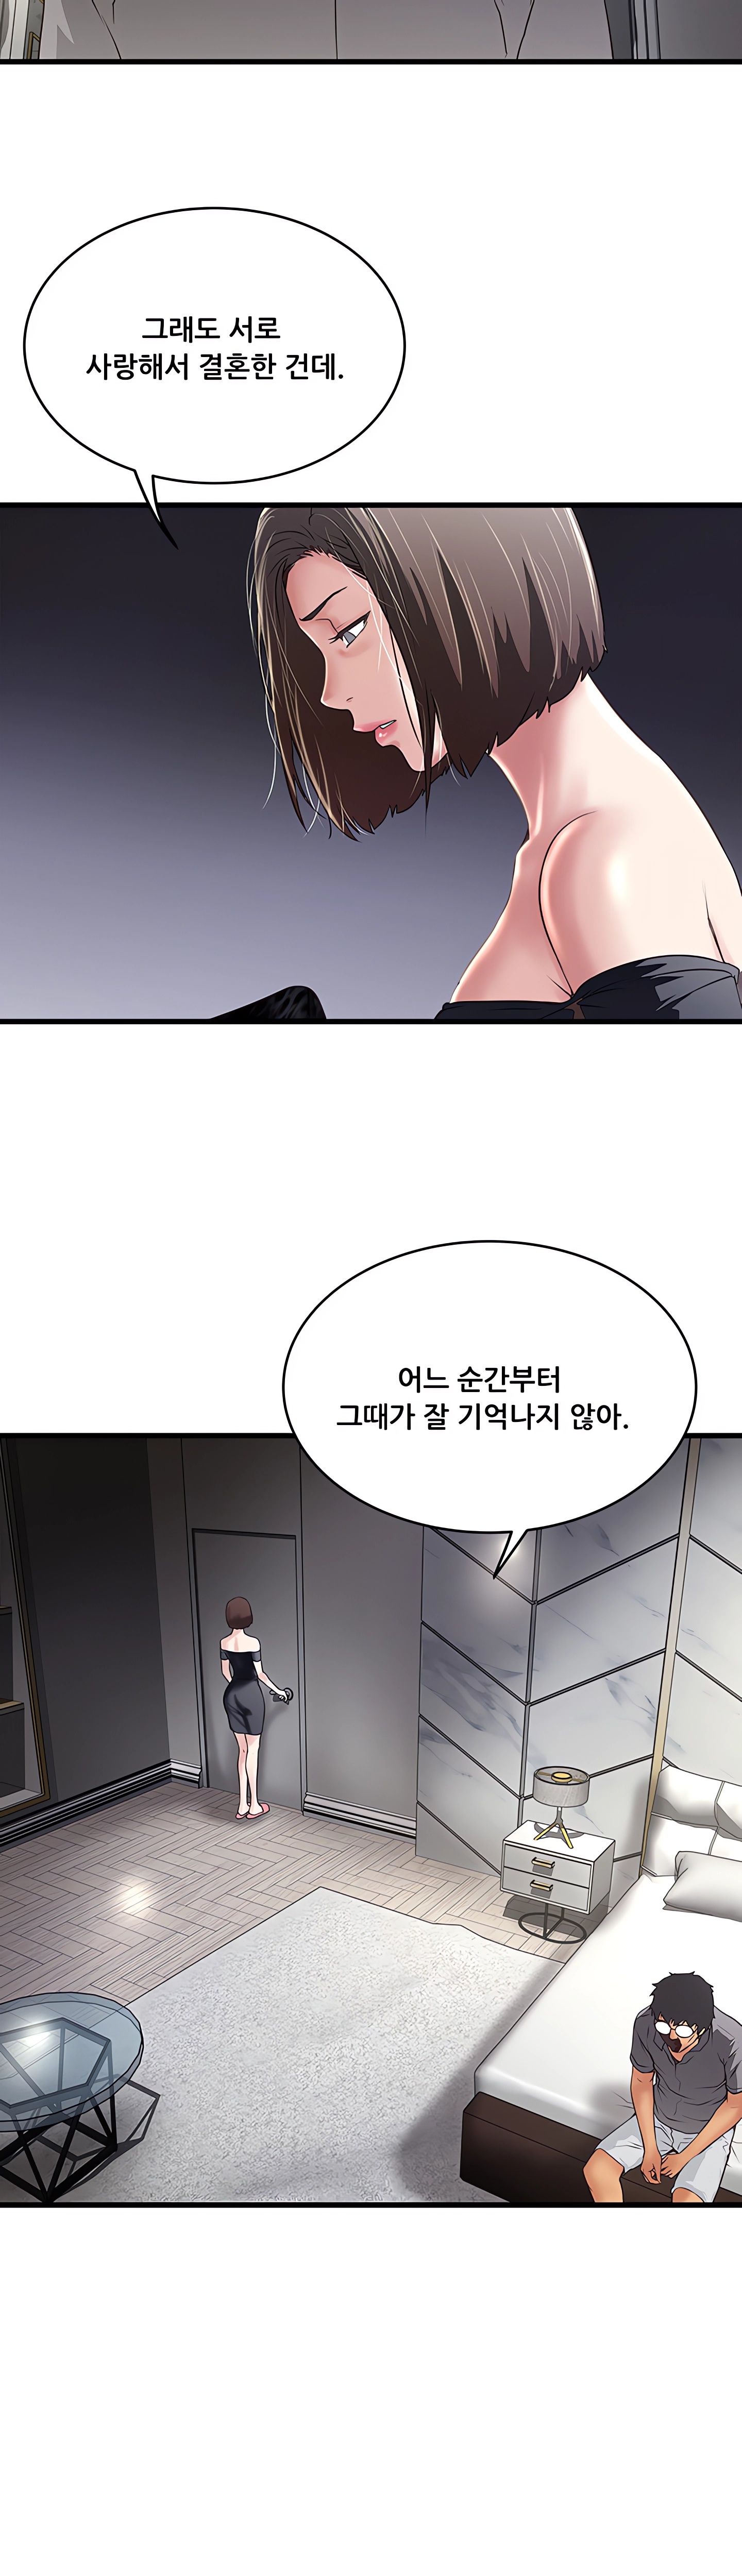 그래도 서로
사랑해서 결혼한 건데.
어느 순간부터
그때가 잘 기억나지 않아.